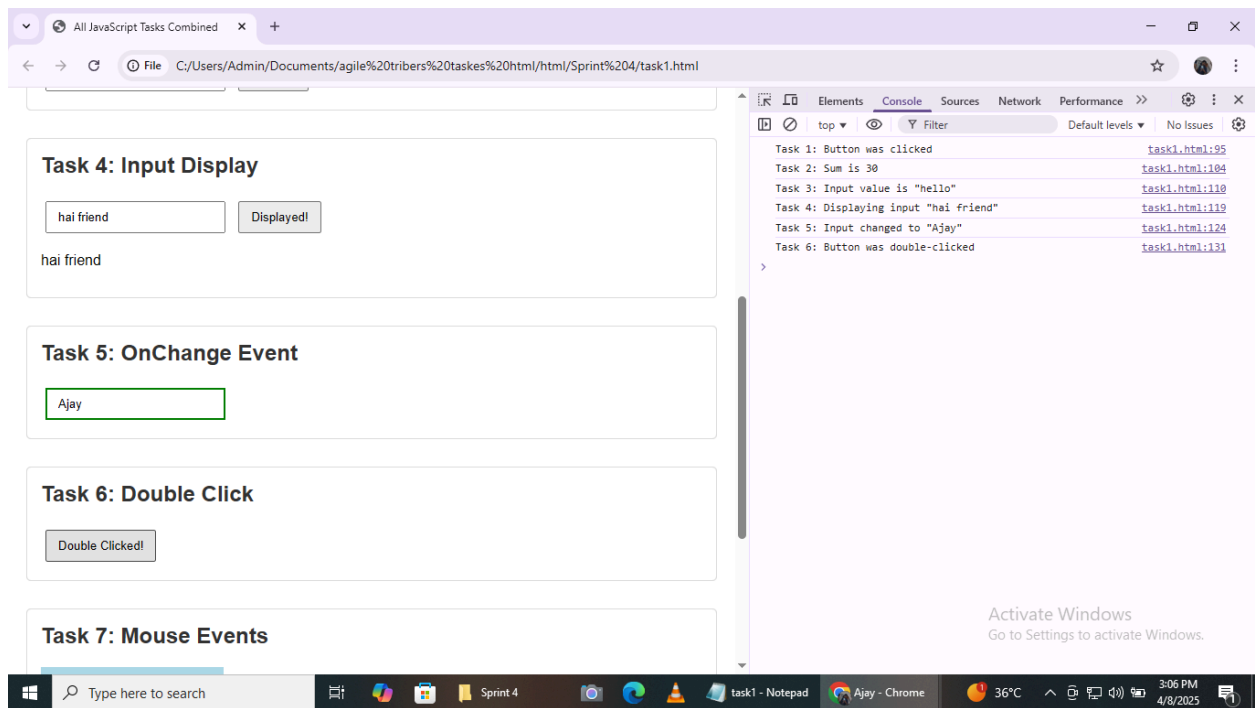 All JavaScript Tasks Combined
File C:/Users/Admin/Documents/agile%20tribers%20taskes%20html/html/Sprint%204/task1.html
Task 4: Input Display
hai friend Displayed!
hai friend
Task 5: OnChange Event
Ajay
Task 6: Double Click
Double Clicked!
Task 7: Mouse Events
Elements Console Sources Network Performance
top Filter Default levels No Issues
Task 1: Button was clicked task1.html:95
Task 2: Sum is 30 task1.html:104
Task 3: Input value is "hello" task1.html:110
Task 4: Displaying input "hai friend" task1.html:119
Task 5: Input changed to "Ajay" task1.html:124
Task 6: Button was double-clicked task1.html:131
Activate Windows
Go to Settings to activate Windows.
Type here to search Sprint 4 task1 - Notepad Ajay - Chrome 1 36°C 3:06 PM
4/8/2025 1